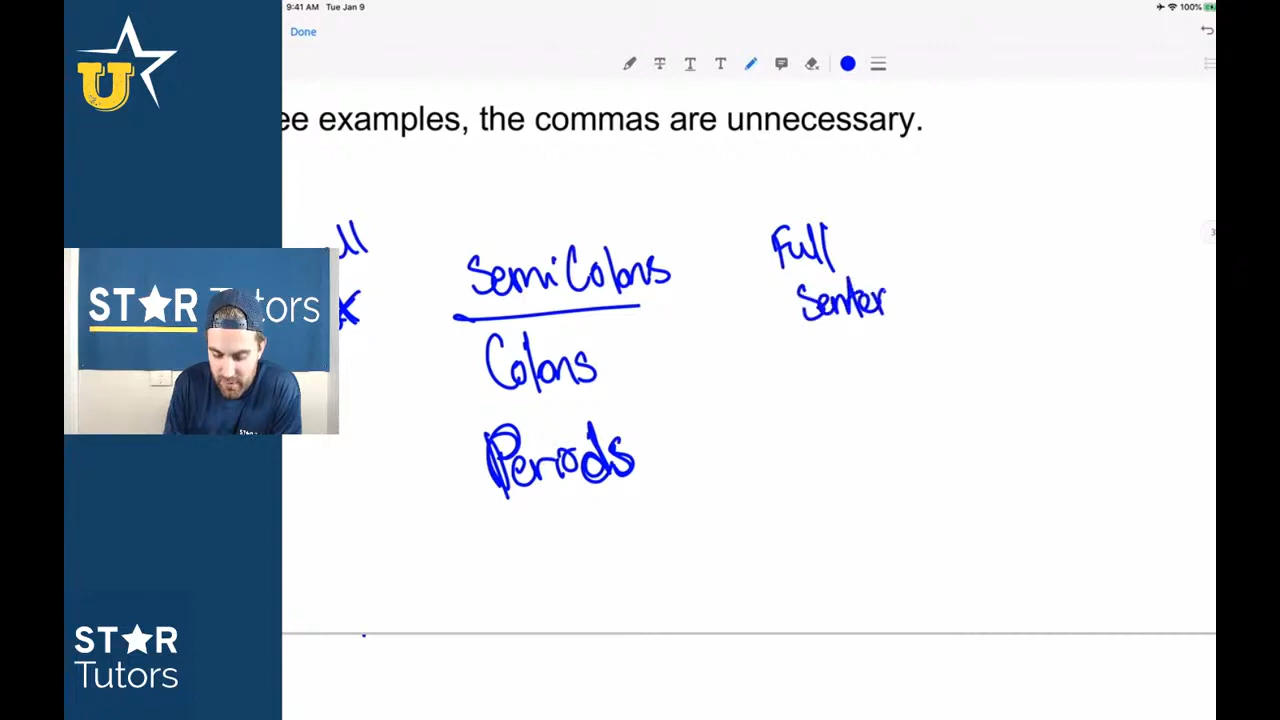 9:41 AM Tue Jan 9
100%
Done
U
ee examples, the commas are unnecessary.
ll
Full
SemiColons
Senter
STAR Tutors
Colons
Periods
STAR
Tutors